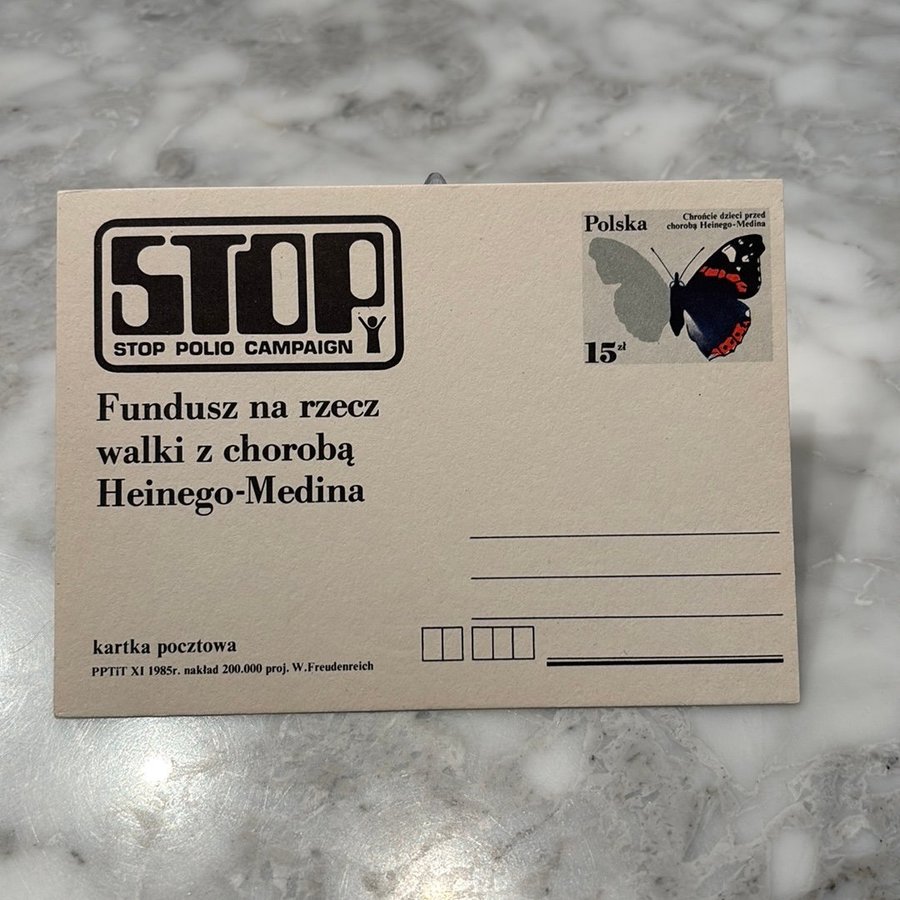 STOP
STOP POLIO CAMPAIGN
Fundusz na rzecz
walki z chorobą
Heinego-Medina
Polska
Chrońcie dzieci przed
chorobą Heinego-Medina
15 zł
kartka pocztowa
PPTiT XI 1985r. nakład 200.000 proj. W.Freudenreich